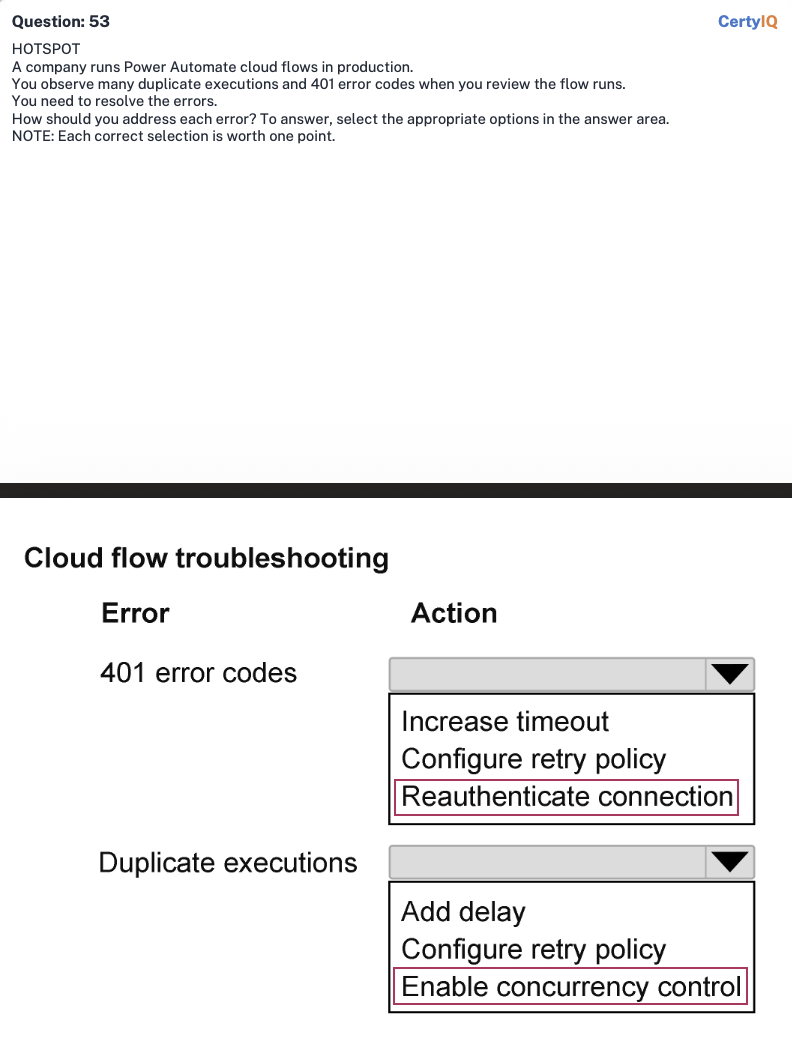 Question: 53
CertyIQ
HOTSPOT
A company runs Power Automate cloud flows in production.
You observe many duplicate executions and 401 error codes when you review the flow runs.
You need to resolve the errors.
How should you address each error? To answer, select the appropriate options in the answer area.
NOTE: Each correct selection is worth one point.
Cloud flow troubleshooting
Error
Action
401 error codes
Increase timeout
Configure retry policy
Reauthenticate connection
Duplicate executions
Add delay
Configure retry policy
Enable concurrency control